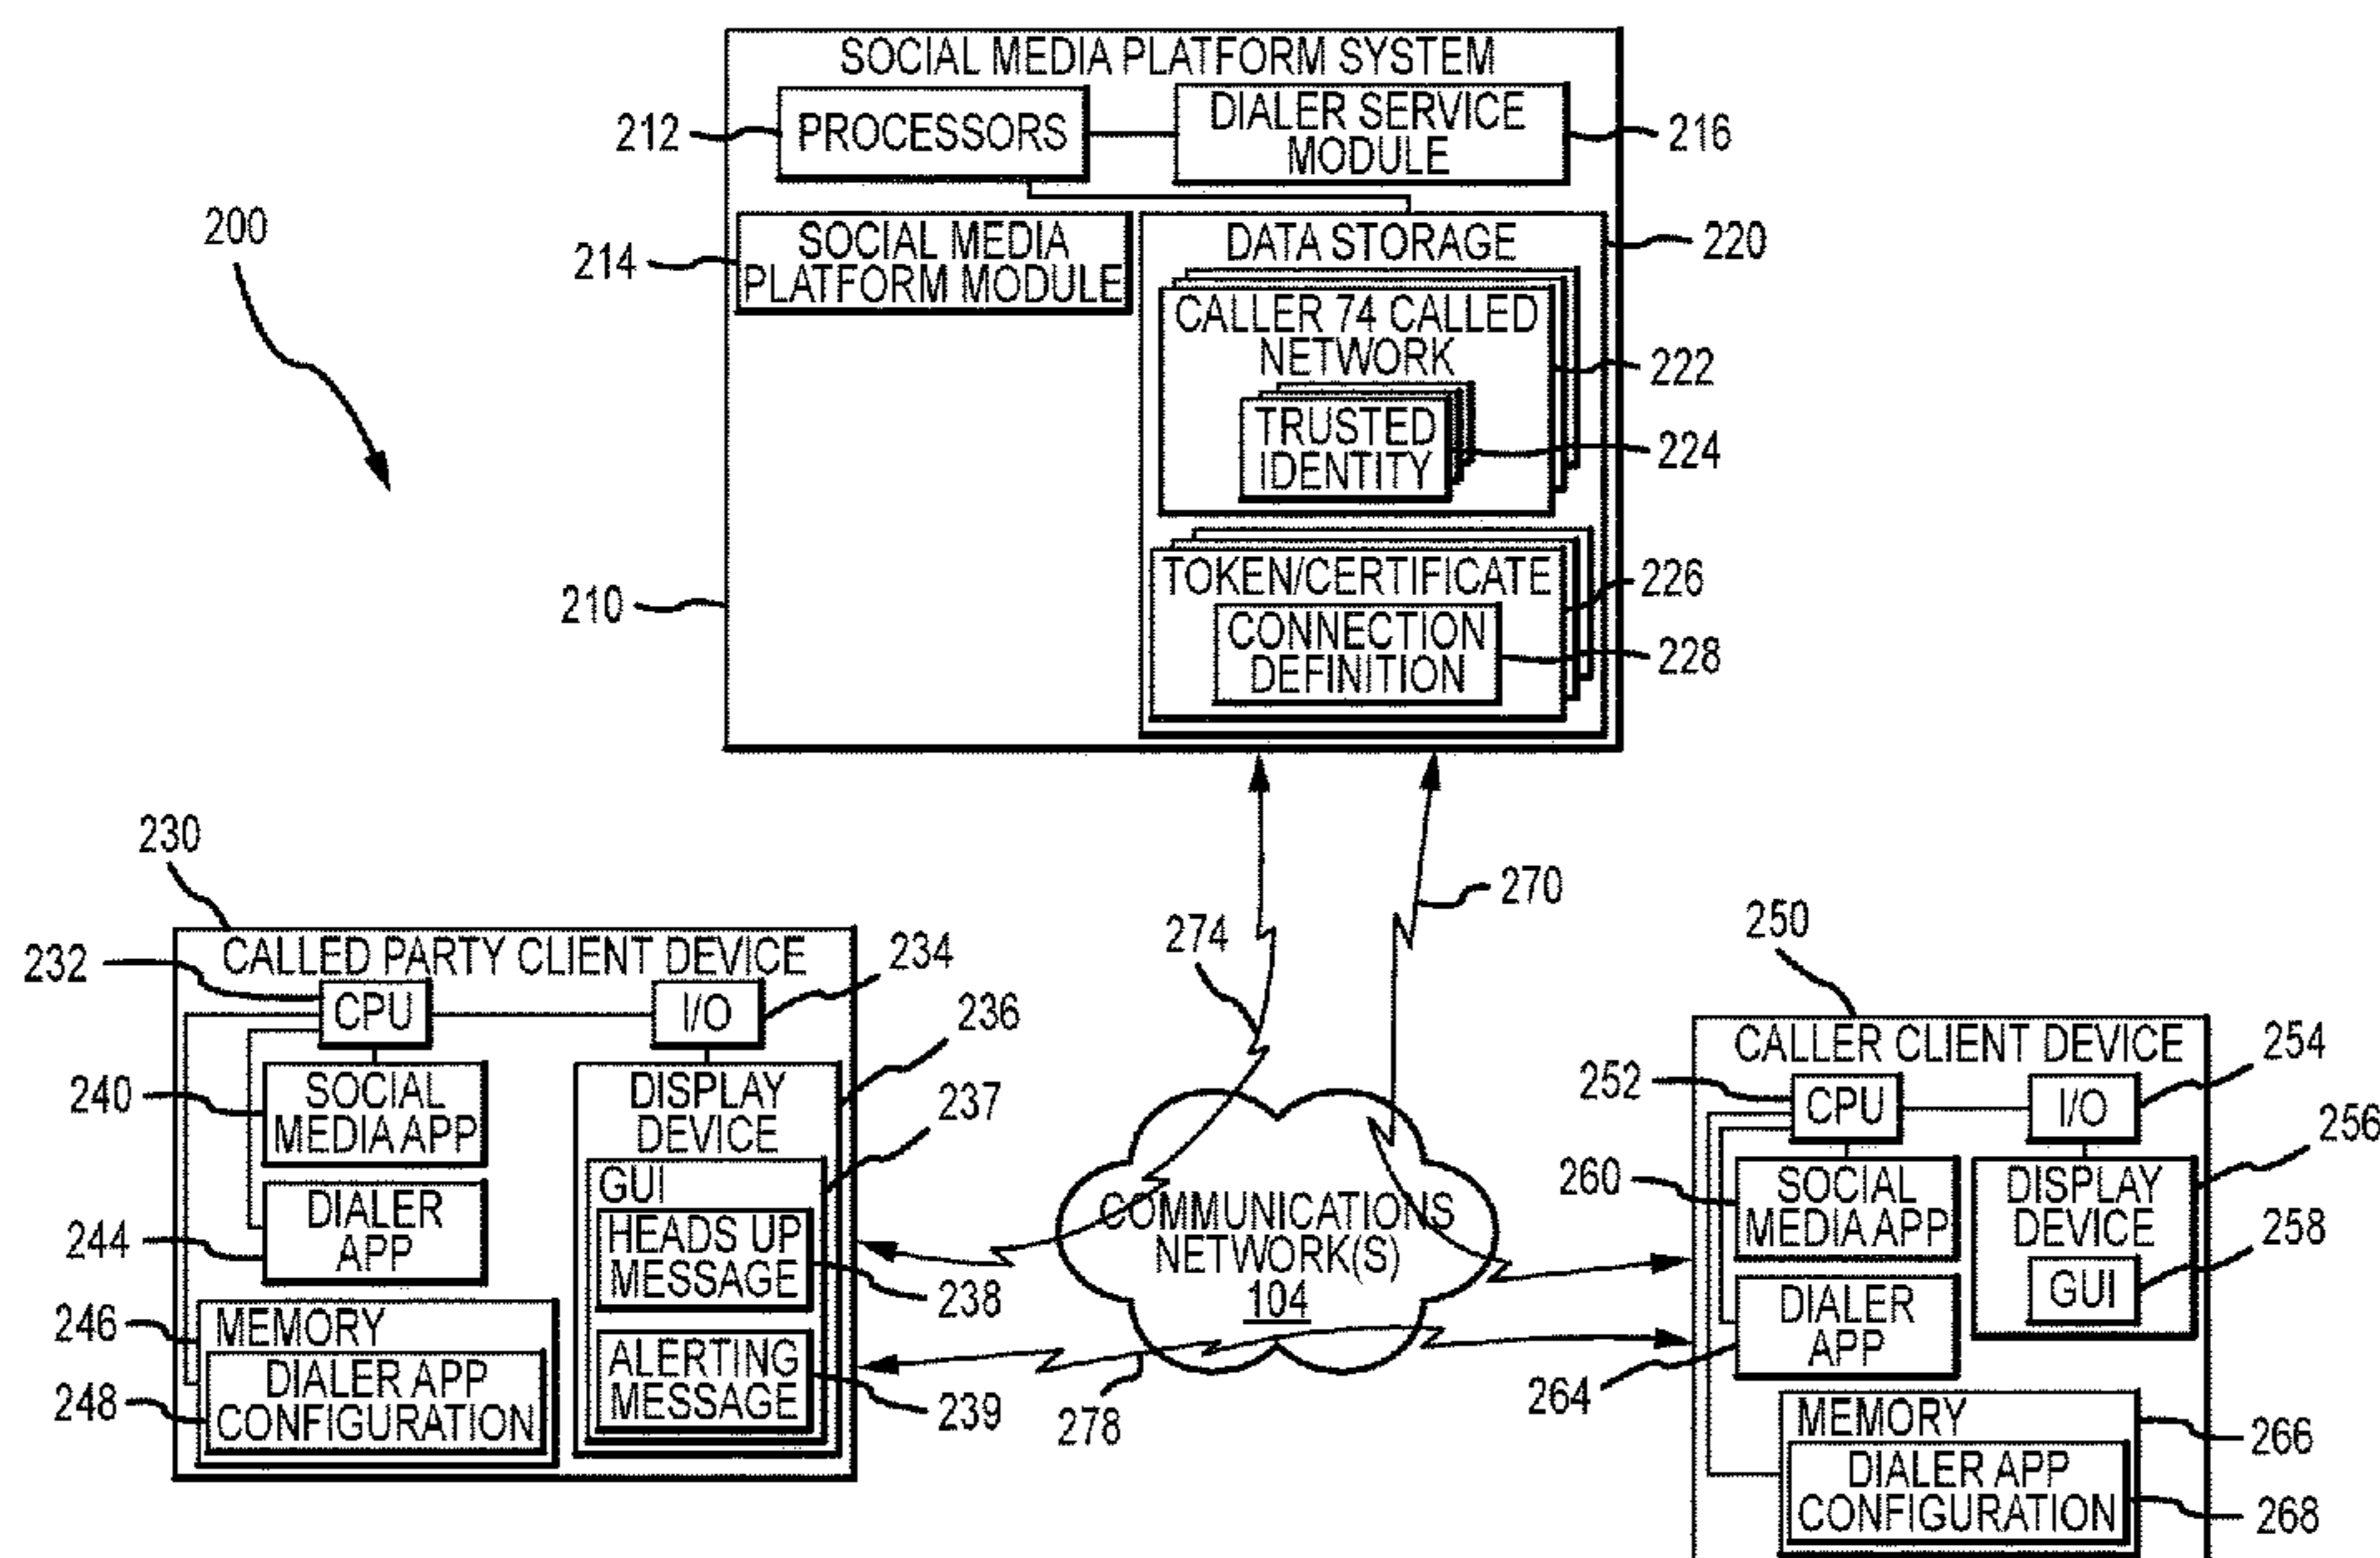 SOCIAL MEDIA PLATFORM SYSTEM
212
PROCESSORS
DIALER SERVICE
MODULE
216
200
214
SOCIAL MEDIA
PLATFORM MODULE
DATA STORAGE
220
CALLER 74 CALLED
NETWORK
222
TRUSTED
IDENTITY
224
210
TOKEN/CERTIFICATE
226
CONNECTION
DEFINITION
228
230
232
CALLED PARTY CLIENT DEVICE
234
CPU
I/O
236
240
SOCIAL
MEDIA APP
DISPLAY
DEVICE
237
GUI
244
DIALER
APP
HEADS UP
MESSAGE
238
246
MEMORY
248
DIALER APP
CONFIGURATION
ALERTING
MESSAGE
239
274
270
COMMUNICATIONS
NETWORK(S)
104
278
250
CALLER CLIENT DEVICE
254
252
CPU
I/O
256
260
SOCIAL
MEDIA APP
DISPLAY
DEVICE
258
GUI
264
DIALER
APP
MEMORY
266
DIALER APP
CONFIGURATION
268